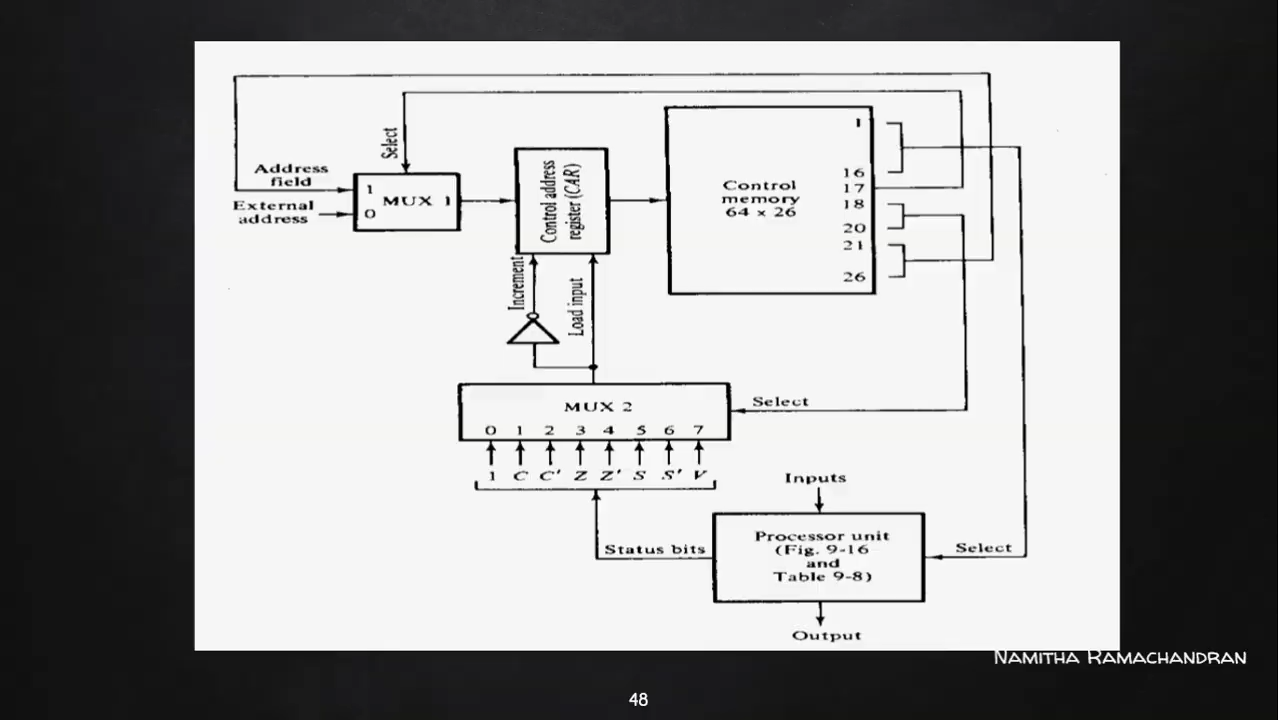 Select
Address
field
External
address
1
MUX 1
0
Control address
register (CAR)
Control
memory
64 × 26
1
16
17
18
20
21
26
Increment
Load input
MUX 2
Select
0 1 2 3 4 5 6 7
1 C C' Z Z' S S' V
Status bits
Inputs
Processor unit
(Fig. 9-16
and
Table 9-8)
Select
Output
NAMITHA RAMACHANDRAN
48